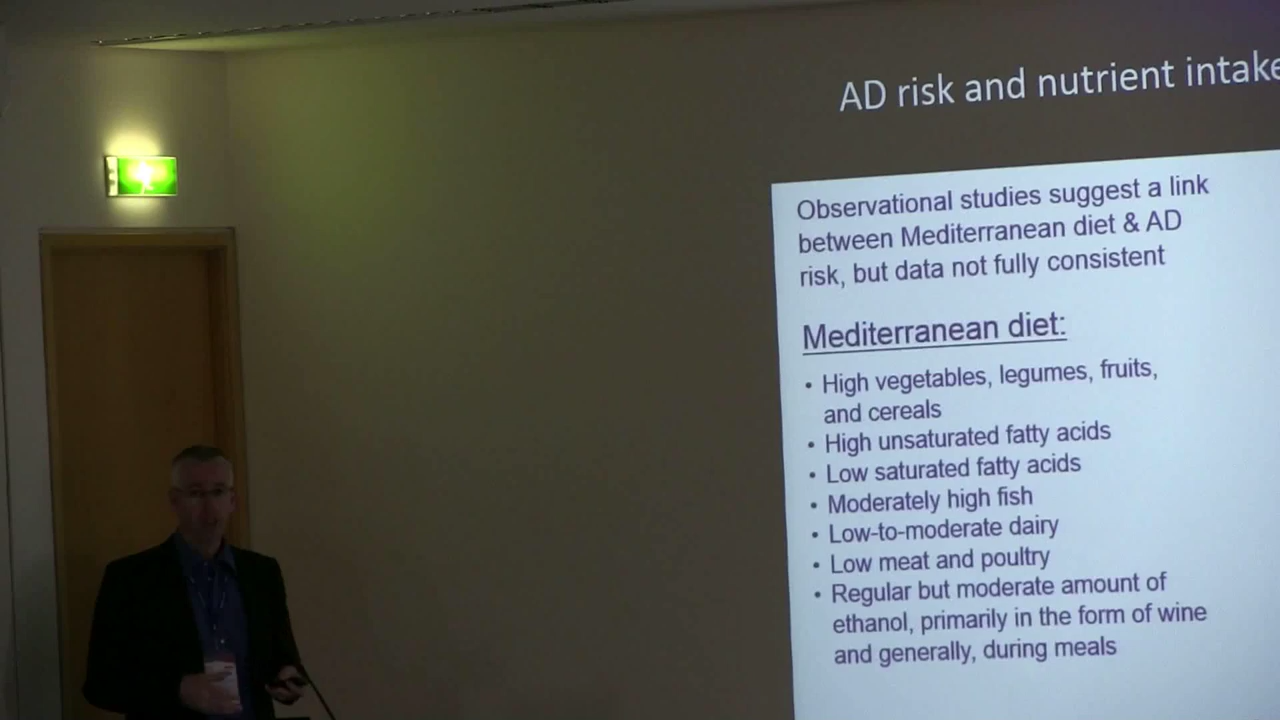 AD risk and nutrient intake
Observational studies suggest a link
between Mediterranean diet & AD
risk, but data not fully consistent
Mediterranean diet:
• High vegetables, legumes, fruits,
and cereals
• High unsaturated fatty acids
• Low saturated fatty acids
• Moderately high fish
• Low-to-moderate dairy
• Low meat and poultry
• Regular but moderate amount of
ethanol, primarily in the form of wine
and generally, during meals